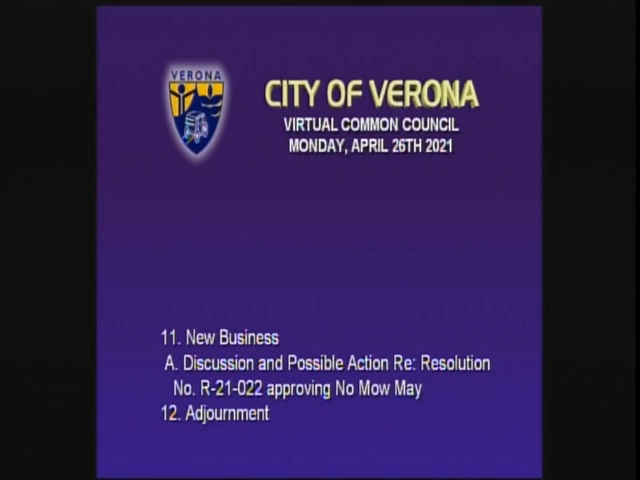 VERONA
CITY OF VERONA
VIRTUAL COMMON COUNCIL
MONDAY, APRIL 26TH 2021
11. New Business
A. Discussion and Possible Action Re: Resolution
No. R-21-022 approving No Mow May
12. Adjournment